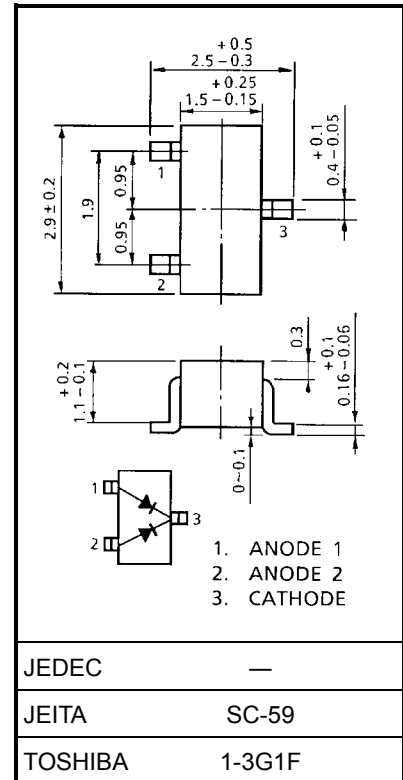 +0.5
2.5 – 0.3
+0.25
1.5 – 0.15
2.9 ± 0.2
1.9
0.95
0.95
+0.1
0.4 – 0.05
1
2
3
+0.2
1.1 – 0.1
0.3
+0.1
0.16 – 0.06
0~0.1
1
2
3
1. ANODE 1
2. ANODE 2
3. CATHODE
JEDEC —
JEITA SC-59
TOSHIBA 1-3G1F